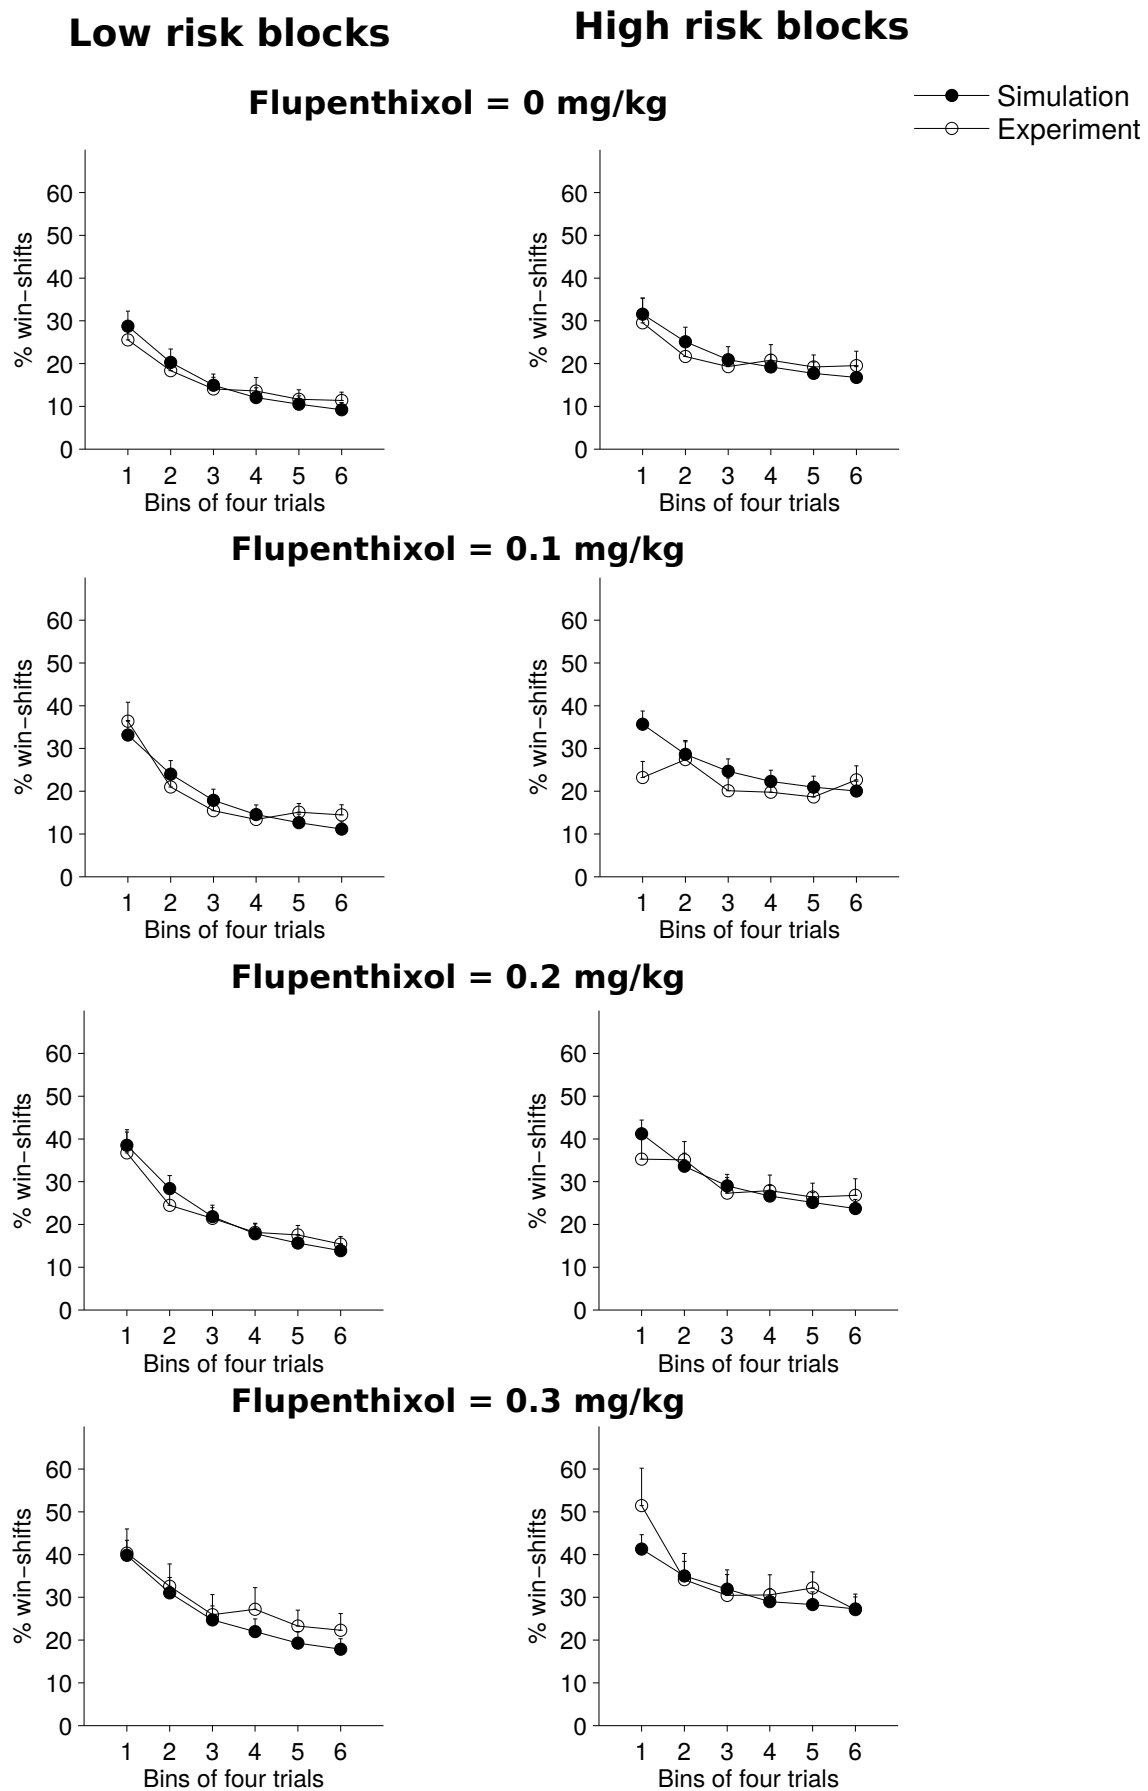 Low risk blocks
High risk blocks
Flupenthixol = 0 mg/kg
Simulation
Experiment
60
50
40
30
20
10
0
% win−shifts
1 2 3 4 5 6
Bins of four trials
60
50
40
30
20
10
0
% win−shifts
1 2 3 4 5 6
Bins of four trials
Flupenthixol = 0.1 mg/kg
60
50
40
30
20
10
0
% win−shifts
1 2 3 4 5 6
Bins of four trials
60
50
40
30
20
10
0
% win−shifts
1 2 3 4 5 6
Bins of four trials
Flupenthixol = 0.2 mg/kg
60
50
40
30
20
10
0
% win−shifts
1 2 3 4 5 6
Bins of four trials
60
50
40
30
20
10
0
% win−shifts
1 2 3 4 5 6
Bins of four trials
Flupenthixol = 0.3 mg/kg
60
50
40
30
20
10
0
% win−shifts
1 2 3 4 5 6
Bins of four trials
60
50
40
30
20
10
0
% win−shifts
1 2 3 4 5 6
Bins of four trials